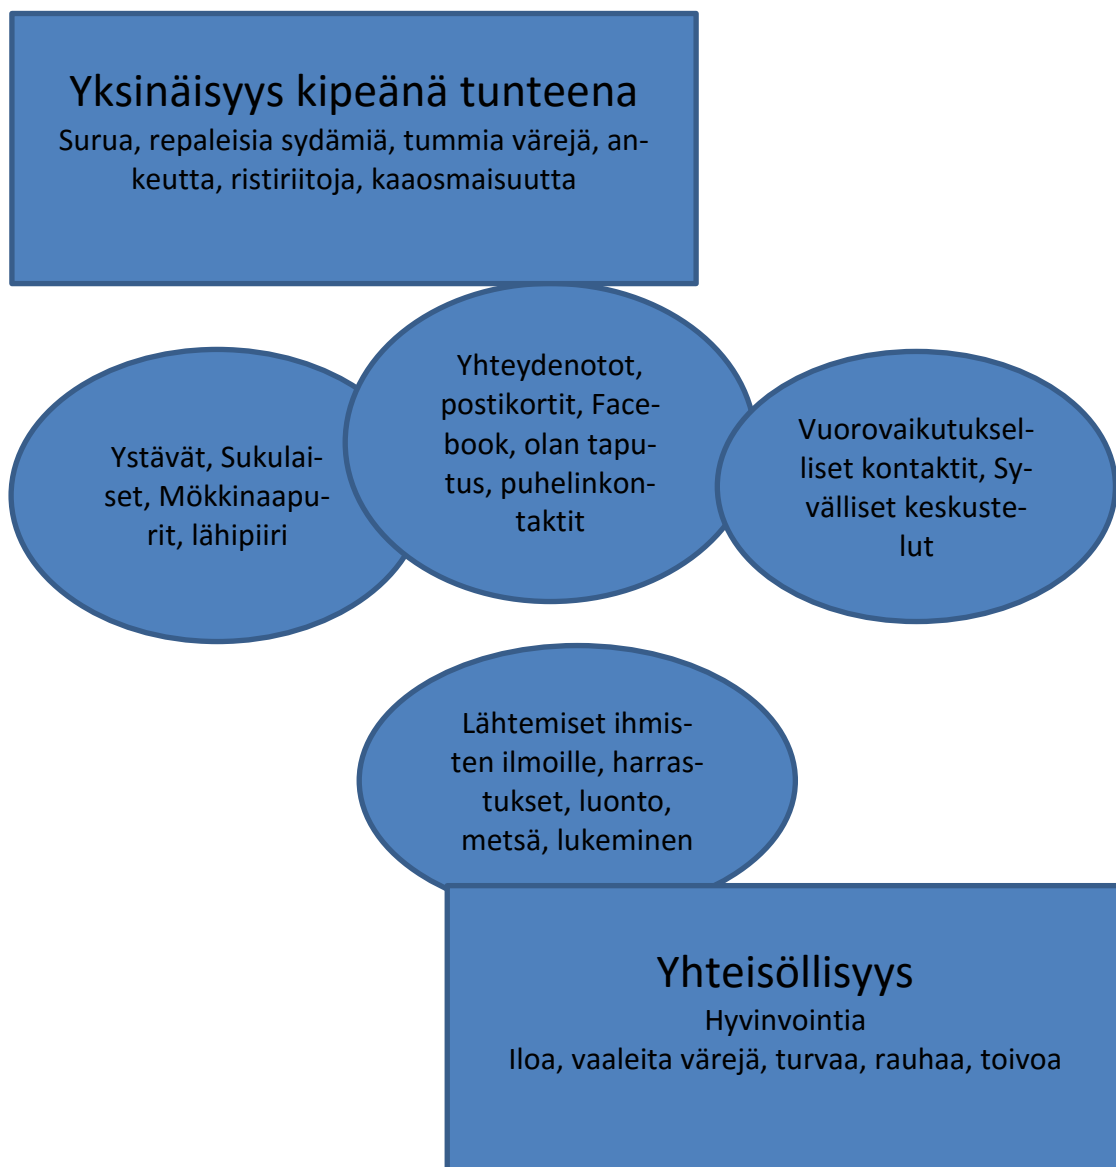 Yksinäisyys kipeänä tunteena
Surua, repaleisia sydämiä, tummia värejä, an-
keutta, ristiriitoja, kaaosmaisuutta
Ystävät, Sukulai-
set, Mökkinaapu-
rit, lähipiiri
Yhteydenotot,
postikortit, Face-
book, olan tapu-
tus, puhelinkon-
taktit
Vuorovaikutuksel-
liset kontaktit, Sy-
välliset keskuste-
lut
Lähtemiset ihmis-
ten ilmoille, harras-
tukset, luonto,
metsä, lukeminen
Yhteisöllisyys
Hyvinvointia
Iloa, vaaleita värejä, turvaa, rauhaa, toivoa